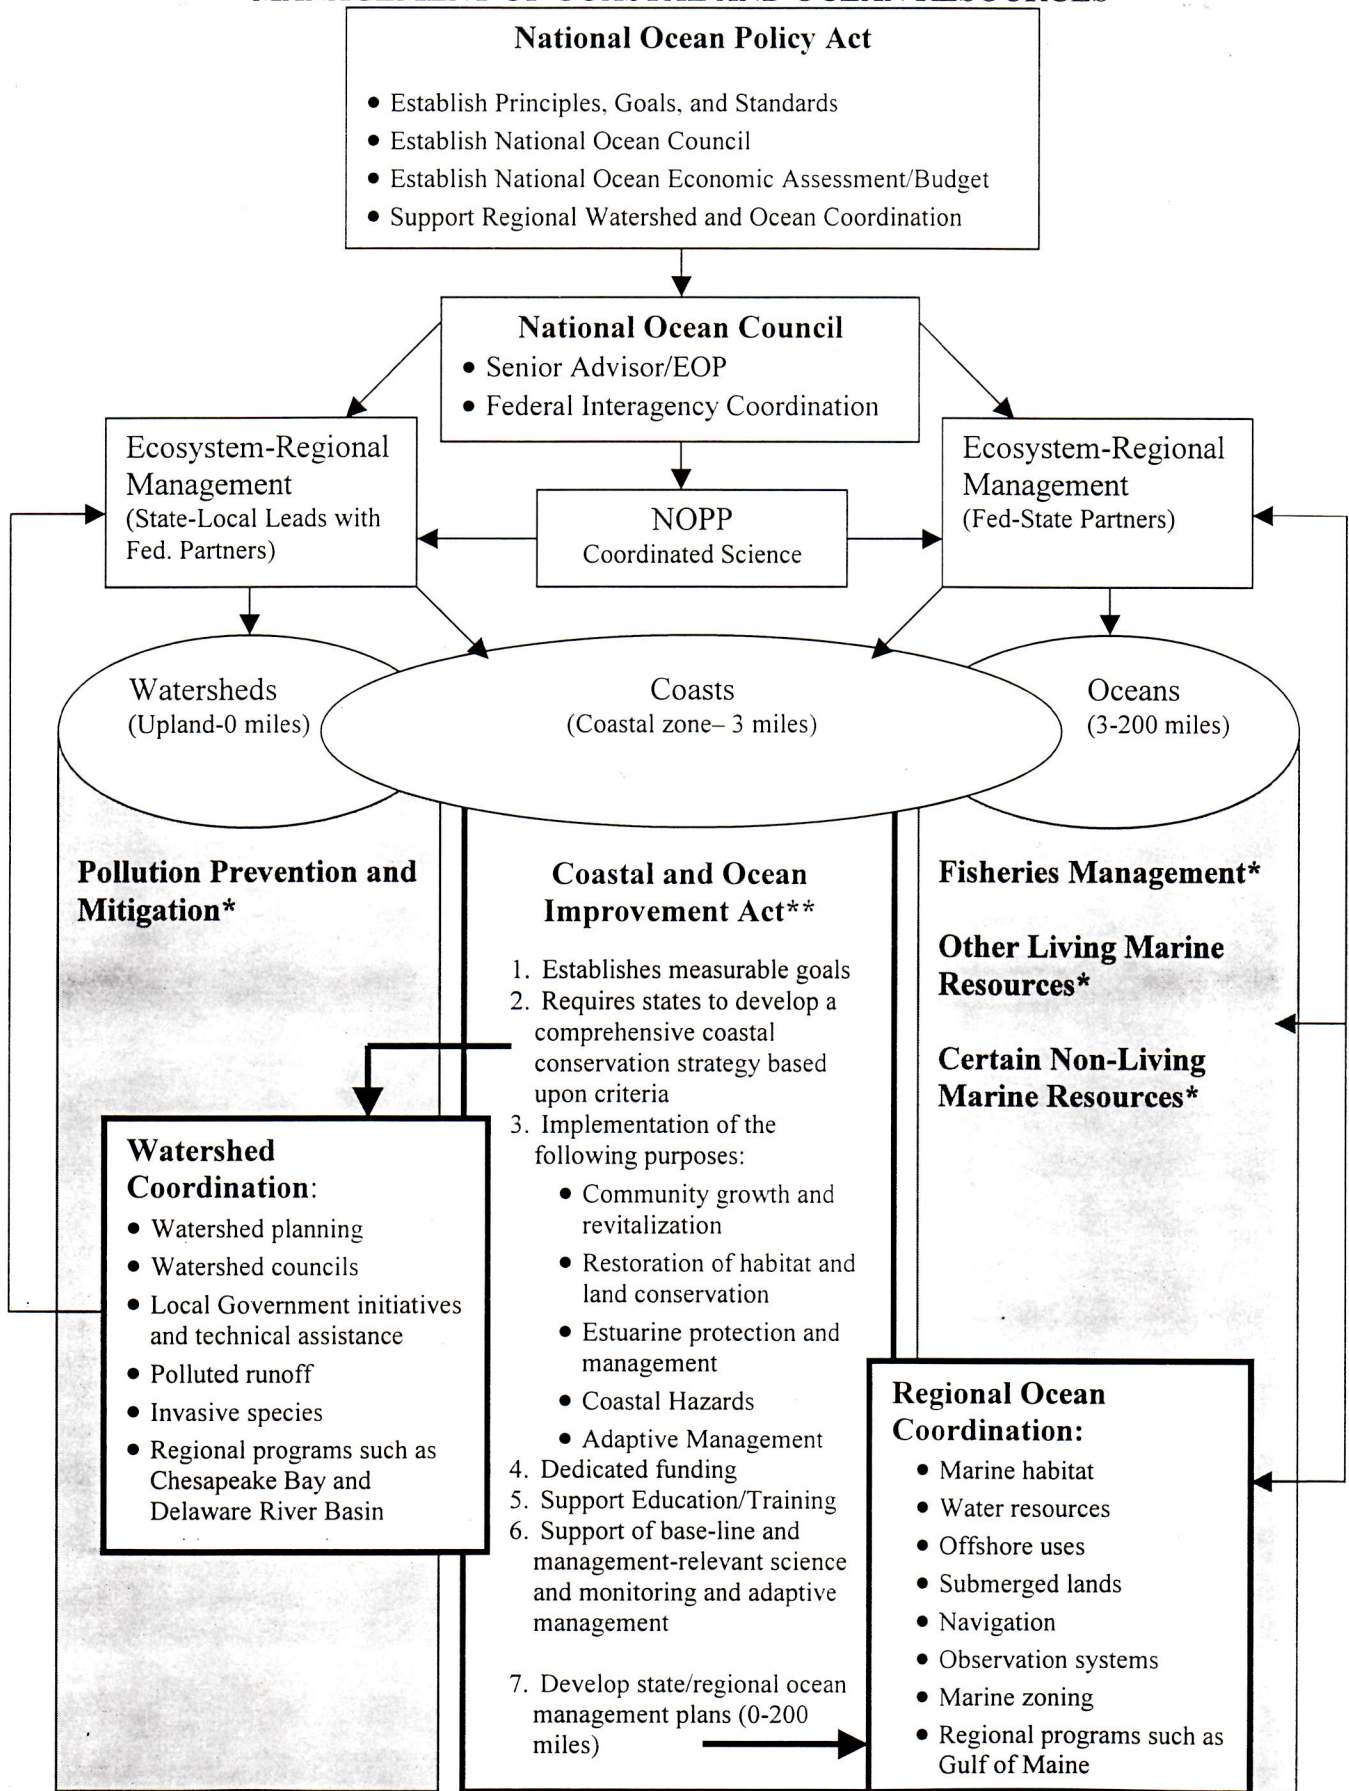 MANAGEMENT OF COASTAL AND OCEAN RESOURCES
National Ocean Policy Act
• Establish Principles, Goals, and Standards
• Establish National Ocean Council
• Establish National Ocean Economic Assessment/Budget
• Support Regional Watershed and Ocean Coordination
National Ocean Council
• Senior Advisor/EOP
• Federal Interagency Coordination
Ecosystem-Regional
Management
(State-Local Leads with
Fed. Partners)
NOPP
Coordinated Science
Ecosystem-Regional
Management
(Fed-State Partners)
Watersheds
(Upland-0 miles)
Coasts
(Coastal zone– 3 miles)
Oceans
(3-200 miles)
Pollution Prevention and
Mitigation*
Watershed
Coordination:
• Watershed planning
• Watershed councils
• Local Government initiatives
and technical assistance
• Polluted runoff
• Invasive species
• Regional programs such as
Chesapeake Bay and
Delaware River Basin
Coastal and Ocean
Improvement Act**
1. Establishes measurable goals
2. Requires states to develop a
comprehensive coastal
conservation strategy based
upon criteria
3. Implementation of the
following purposes:
• Community growth and
revitalization
• Restoration of habitat and
land conservation
• Estuarine protection and
management
• Coastal Hazards
• Adaptive Management
4. Dedicated funding
5. Support Education/Training
6. Support of base-line and
management-relevant science
and monitoring and adaptive
management
7. Develop state/regional ocean
management plans (0-200
miles)
Fisheries Management*
Other Living Marine
Resources*
Certain Non-Living
Marine Resources*
Regional Ocean
Coordination:
• Marine habitat
• Water resources
• Offshore uses
• Submerged lands
• Navigation
• Observation systems
• Marine zoning
• Regional programs such as
Gulf of Maine